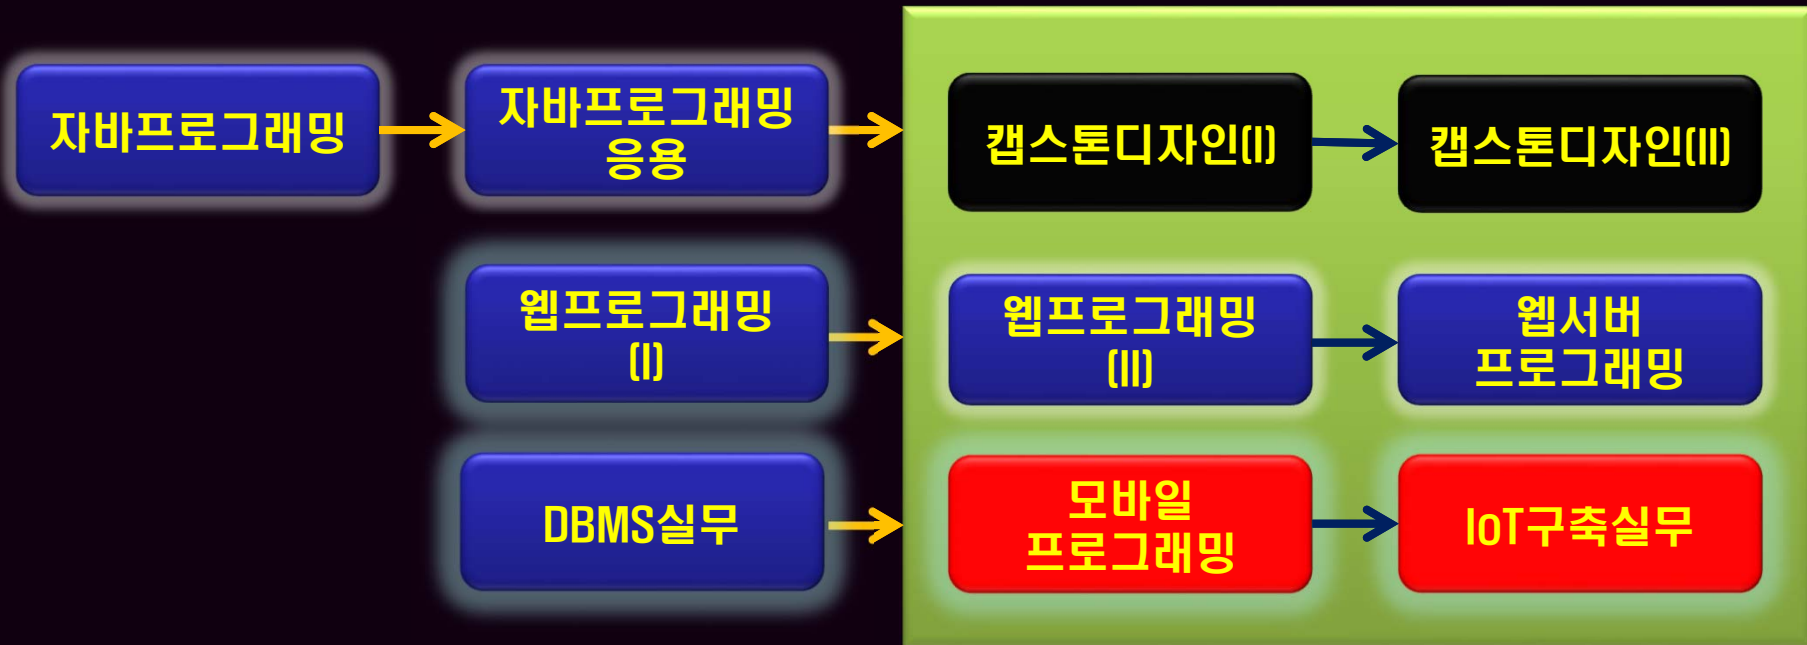 자바프로그래밍
자바프로그래밍
응용
캡스톤디자인(I)
캡스톤디자인(II)
웹프로그래밍
(I)
웹프로그래밍
(II)
웹서버
프로그래밍
DBMS실무
모바일
프로그래밍
IoT구축실무